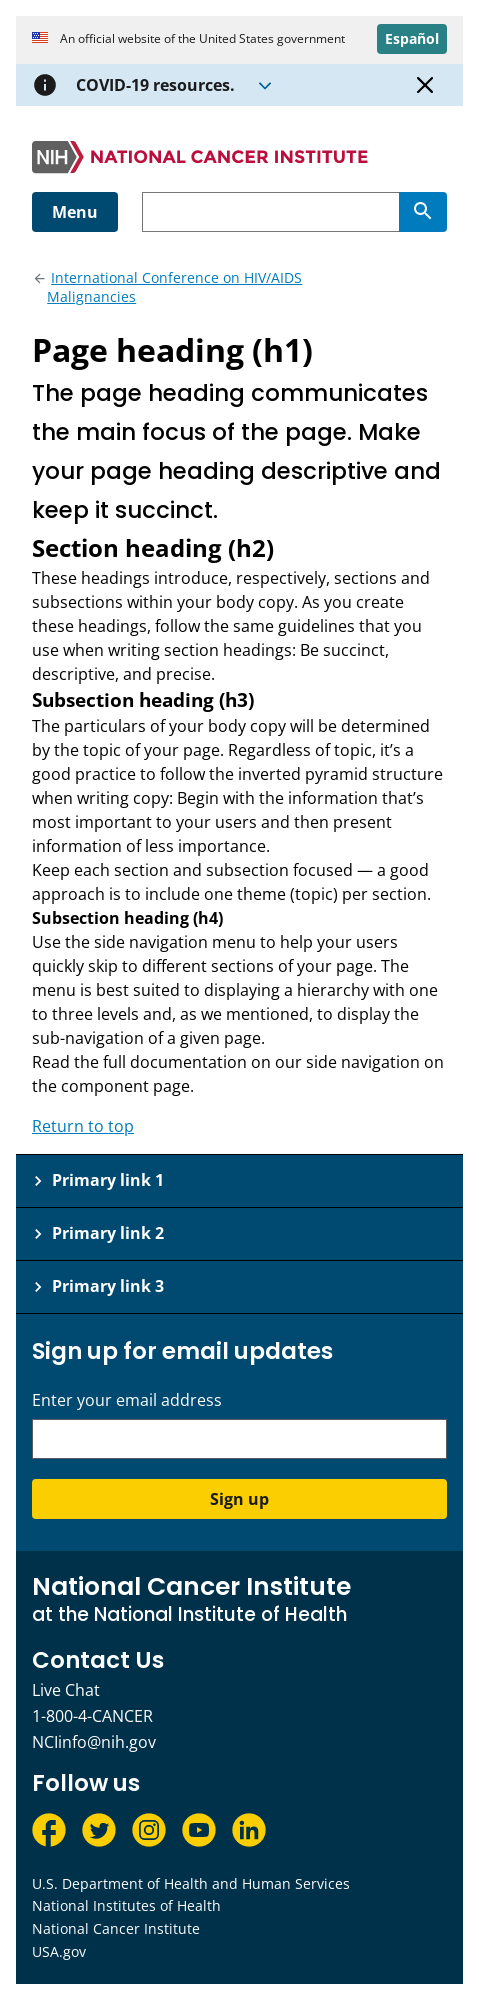 An official website of the United States government
Español
COVID-19 resources.
NIH NATIONAL CANCER INSTITUTE
Menu
International Conference on HIV/AIDS
Malignancies
Page heading (h1)
The page heading communicates
the main focus of the page. Make
your page heading descriptive and
keep it succinct.
Section heading (h2)
These headings introduce, respectively, sections and
subsections within your body copy. As you create
these headings, follow the same guidelines that you
use when writing section headings: Be succinct,
descriptive, and precise.
Subsection heading (h3)
The particulars of your body copy will be determined
by the topic of your page. Regardless of topic, it’s a
good practice to follow the inverted pyramid structure
when writing copy: Begin with the information that’s
most important to your users and then present
information of less importance.
Keep each section and subsection focused — a good
approach is to include one theme (topic) per section.
Subsection heading (h4)
Use the side navigation menu to help your users
quickly skip to different sections of your page. The
menu is best suited to displaying a hierarchy with one
to three levels and, as we mentioned, to display the
sub-navigation of a given page.
Read the full documentation on our side navigation on
the component page.
Return to top
Primary link 1
Primary link 2
Primary link 3
Sign up for email updates
Enter your email address
Sign up
National Cancer Institute
at the National Institute of Health
Contact Us
Live Chat
1-800-4-CANCER
NCIinfo@nih.gov
Follow us
U.S. Department of Health and Human Services
National Institutes of Health
National Cancer Institute
USA.gov